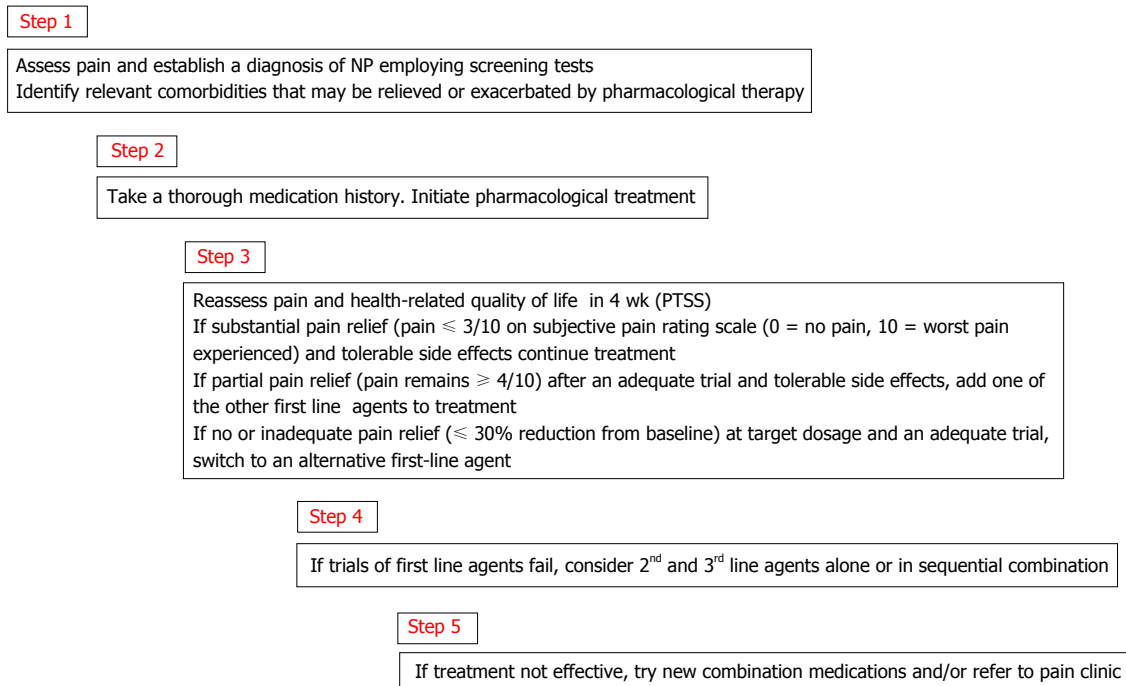 Step 1
Assess pain and establish a diagnosis of NP employing screening tests
Identify relevant comorbidities that may be relieved or exacerbated by pharmacological therapy
Step 2
Take a thorough medication history. Initiate pharmacological treatment
Step 3
Reassess pain and health-related quality of life in 4 wk (PTSS)
If substantial pain relief (pain ≤ 3/10 on subjective pain rating scale (0 = no pain, 10 = worst pain
experienced) and tolerable side effects continue treatment
If partial pain relief (pain remains ≥ 4/10) after an adequate trial and tolerable side effects, add one of
the other first line agents to treatment
If no or inadequate pain relief (≤ 30% reduction from baseline) at target dosage and an adequate trial,
switch to an alternative first-line agent
Step 4
If trials of first line agents fail, consider 2nd and 3rd line agents alone or in sequential combination
Step 5
If treatment not effective, try new combination medications and/or refer to pain clinic